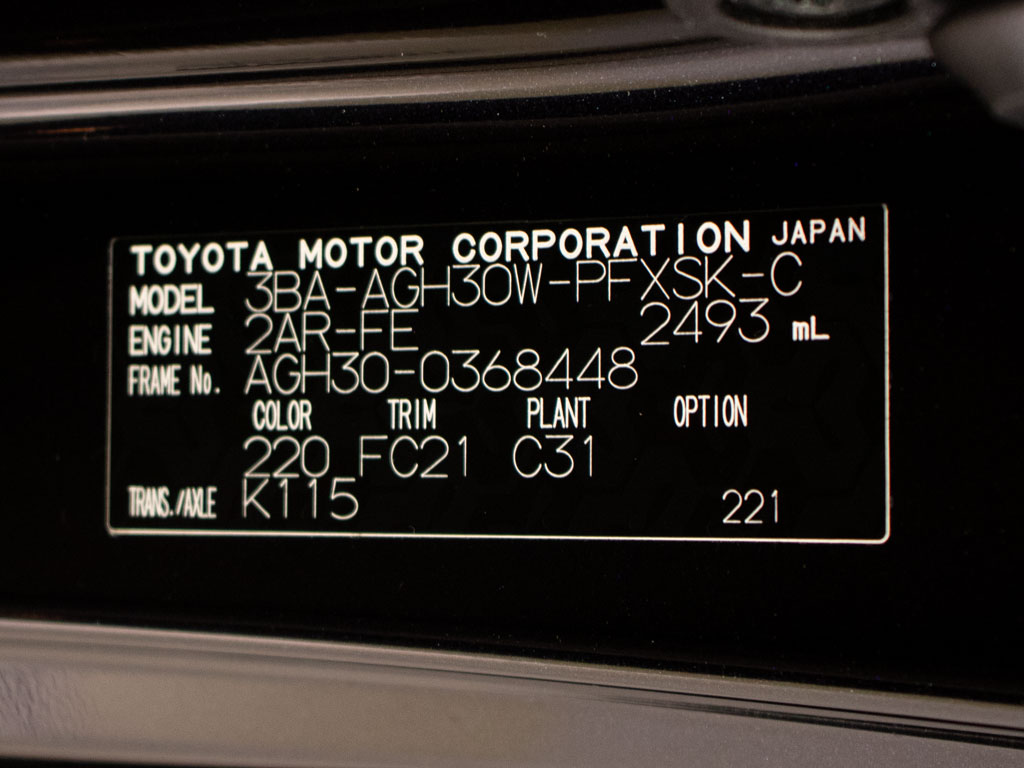 TOYOTA MOTOR CORPORATION JAPAN
MODEL 3BA-AGH30W-PFXSK-C
ENGINE 2AR-FE 2493 mL
FRAME No. AGH30-0368448
COLOR TRIM PLANT OPTION
220 FC21 C31
TRANS./AXLE K115 221